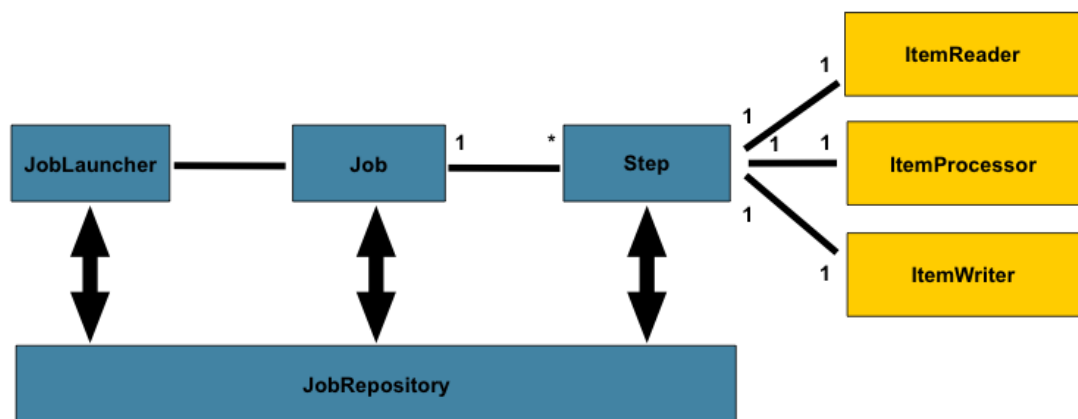 ItemReader
1
1
JobLauncher
Job
1
*
Step
1
1
ItemProcessor
1
1
ItemWriter
JobRepository